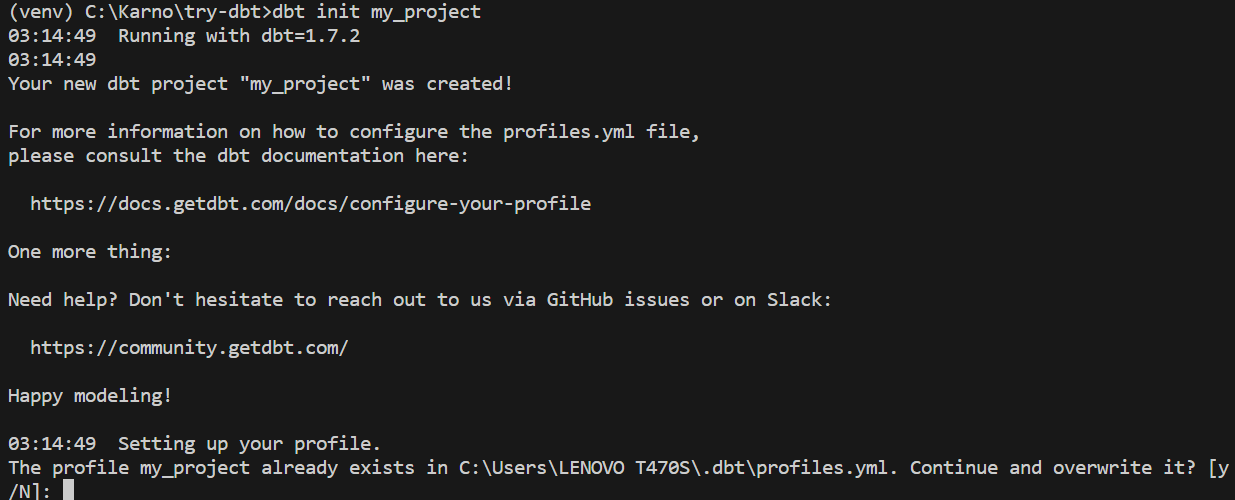 (venv) C:\Karno\try-dbt>dbt init my_project
03:14:49  Running with dbt=1.7.2
03:14:49
Your new dbt project "my_project" was created!

For more information on how to configure the profiles.yml file,
please consult the dbt documentation here:

  https://docs.getdbt.com/docs/configure-your-profile

One more thing:

Need help? Don't hesitate to reach out to us via GitHub issues or on Slack:

  https://community.getdbt.com/

Happy modeling!

03:14:49  Setting up your profile.
The profile my_project already exists in C:\Users\LENOVO T470S\.dbt\profiles.yml. Continue and overwrite it? [y
/N]: